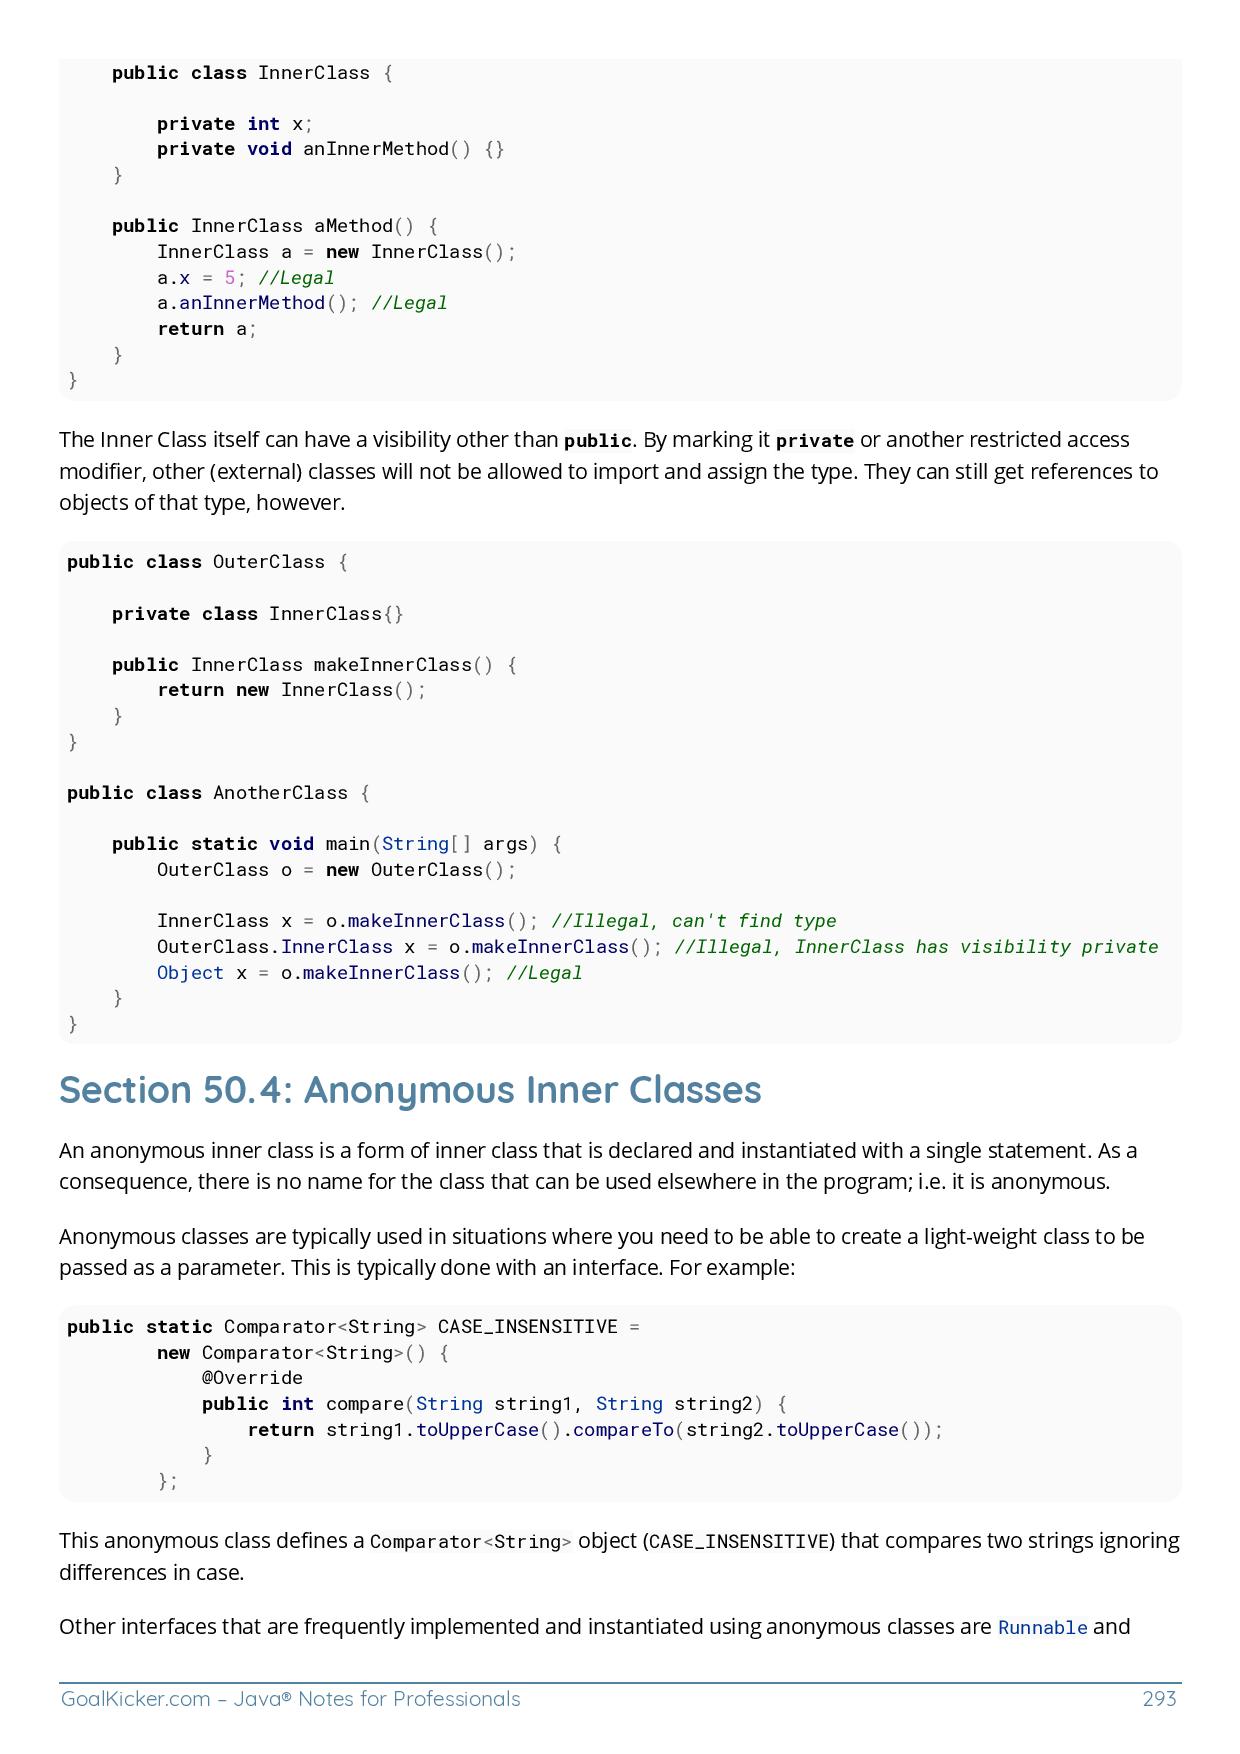 public class InnerClass {

        private int x;
        private void anInnerMethod() {}
    }

    public InnerClass aMethod() {
        InnerClass a = new InnerClass();
        a.x = 5; //Legal
        a.anInnerMethod(); //Legal
        return a;
    }
}
The Inner Class itself can have a visibility other than public. By marking it private or another restricted access
modifier, other (external) classes will not be allowed to import and assign the type. They can still get references to
objects of that type, however.
public class OuterClass {

    private class InnerClass{}

    public InnerClass makeInnerClass() {
        return new InnerClass();
    }
}

public class AnotherClass {

    public static void main(String[] args) {
        OuterClass o = new OuterClass();

        InnerClass x = o.makeInnerClass(); //Illegal, can't find type
        OuterClass.InnerClass x = o.makeInnerClass(); //Illegal, InnerClass has visibility private
        Object x = o.makeInnerClass(); //Legal
    }
}
Section 50.4: Anonymous Inner Classes
An anonymous inner class is a form of inner class that is declared and instantiated with a single statement. As a
consequence, there is no name for the class that can be used elsewhere in the program; i.e. it is anonymous.
Anonymous classes are typically used in situations where you need to be able to create a light-weight class to be
passed as a parameter. This is typically done with an interface. For example:
public static Comparator<String> CASE_INSENSITIVE =
        new Comparator<String>() {
            @Override
            public int compare(String string1, String string2) {
                return string1.toUpperCase().compareTo(string2.toUpperCase());
            }
        };
This anonymous class defines a Comparator<String> object (CASE_INSENSITIVE) that compares two strings ignoring
differences in case.
Other interfaces that are frequently implemented and instantiated using anonymous classes are Runnable and
GoalKicker.com – Java® Notes for Professionals 293